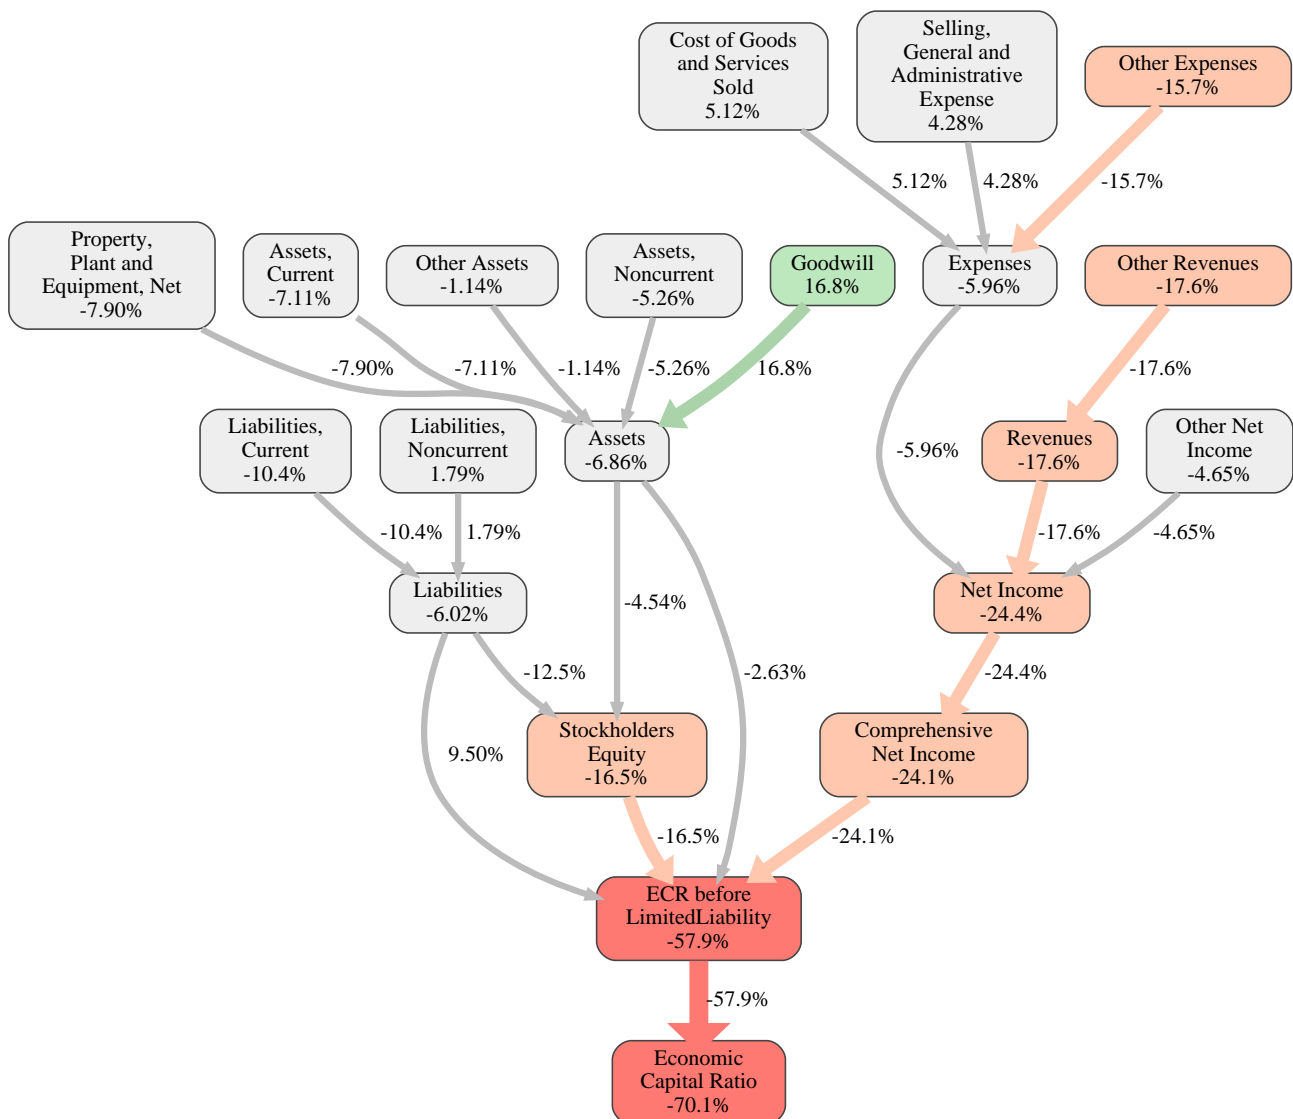 Cost of Goods
and Services
Sold
5.12%
Selling,
General and
Administrative
Expense
4.28%
Other Expenses
-15.7%
5.12%
4.28%
-15.7%
Property,
Plant and
Equipment, Net
-7.90%
Assets,
Current
-7.11%
Other Assets
-1.14%
Assets,
Noncurrent
-5.26%
Goodwill
16.8%
Expenses
-5.96%
Other Revenues
-17.6%
-7.90%
-7.11%
-1.14%
-5.26%
16.8%
-17.6%
Liabilities,
Current
-10.4%
Liabilities,
Noncurrent
1.79%
Assets
-6.86%
-5.96%
Revenues
-17.6%
Other Net
Income
-4.65%
-10.4%
1.79%
-17.6%
-4.65%
Liabilities
-6.02%
-4.54%
Net Income
-24.4%
-12.5%
-2.63%
-24.4%
9.50%
Stockholders
Equity
-16.5%
Comprehensive
Net Income
-24.1%
-16.5%
-24.1%
ECR before
LimitedLiability
-57.9%
-57.9%
Economic
Capital Ratio
-70.1%